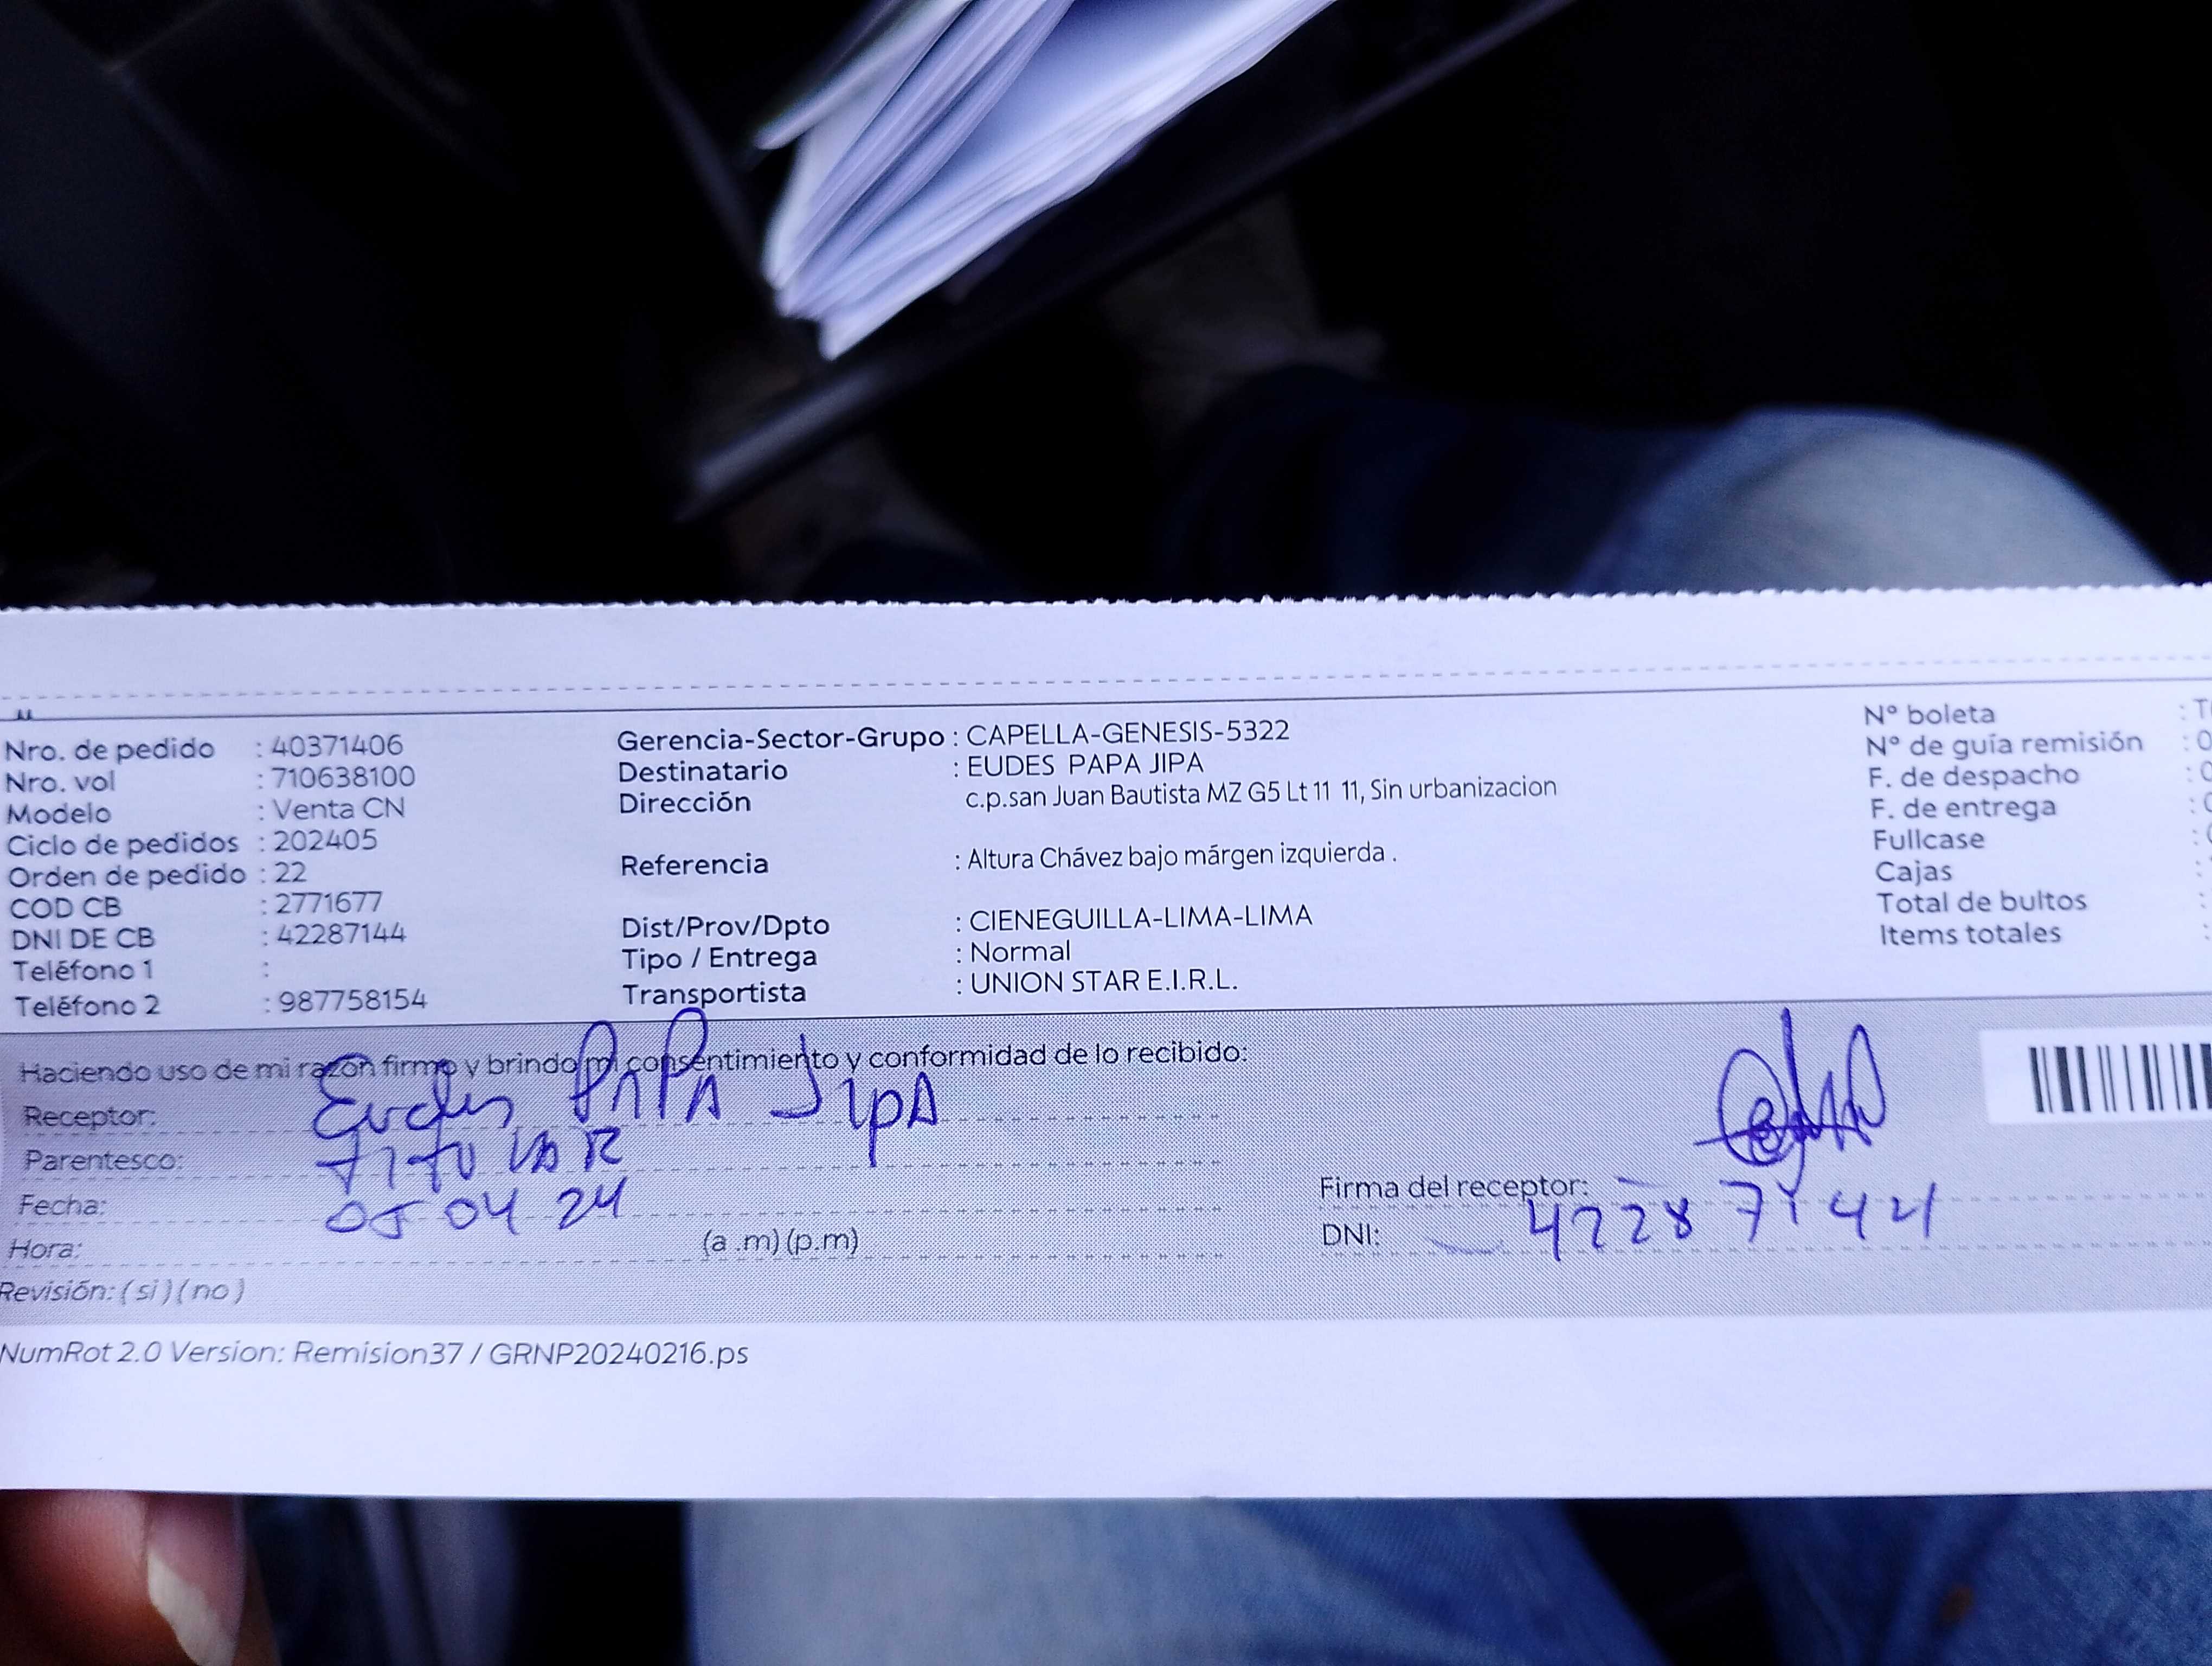 Nro. de pedido : 40371406
Nro. vol : 710638100
Modelo : Venta CN
Ciclo de pedidos : 202405
Orden de pedido : 22
COD CB : 2771677
DNI DE CB : 42287144
Teléfono 1 :
Teléfono 2 : 987758154
Gerencia-Sector-Grupo : CAPELLA-GENESIS-5322
Destinatario : EUDES PAPA JIPA
Dirección c.p.san Juan Bautista MZ G5 Lt 11 11, Sin urbanizacion
Referencia : Altura Chávez bajo márgen izquierda .
Dist/Prov/Dpto : CIENEGUILLA-LIMA-LIMA
Tipo / Entrega : Normal
Transportista : UNION STAR E.I.R.L.
N° boleta : T
N° de guía remisión : 0
F. de despacho : 0
F. de entrega :
Fullcase :
Cajas :
Total de bultos :
Items totales :
Haciendo uso de mi razón firmo y brindo mi consentimiento y conformidad de lo recibido:
Receptor: Eudes PAPA JIpA
Parentesco: TITULAR
Fecha: 05 04 24
Hora: (a .m) (p.m)
Firma del receptor:
DNI: 42287144
Revisión: ( si ) ( no )
NumRot 2.0 Version: Remision37 / GRNP20240216.ps